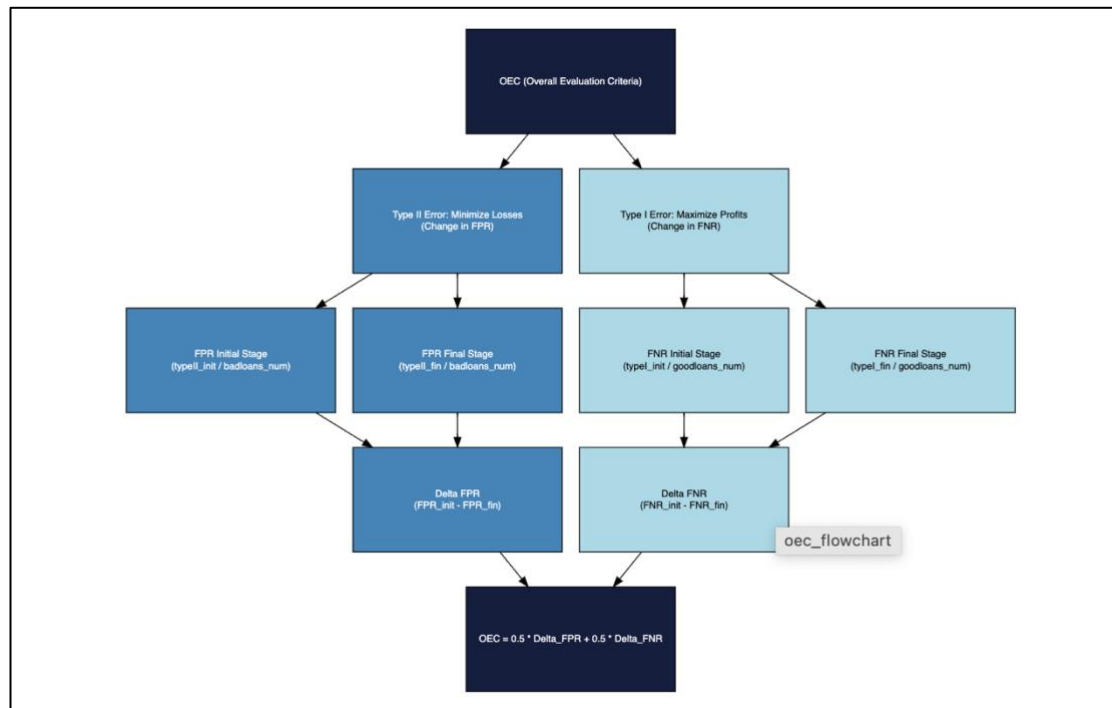 OEC (Overall Evaluation Criteria)
Type II Error: Minimize Losses
(Change in FPR)
Type I Error: Maximize Profits
(Change in FNR)
FPR Initial Stage
(typeII_init / badloans_num)
FPR Final Stage
(typeII_fin / badloans_num)
FNR Initial Stage
(typeI_init / goodloans_num)
FNR Final Stage
(typeI_fin / goodloans_num)
Delta FPR
(FPR_init - FPR_fin)
Delta FNR
(FNR_init - FNR_fin)
oec_flowchart
OEC = 0.5 * Delta_FPR + 0.5 * Delta_FNR